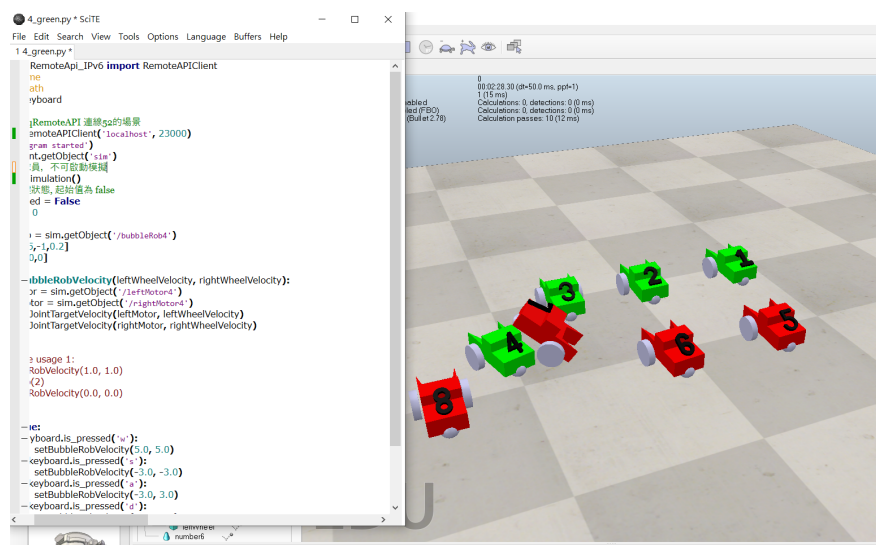 4_green.py * SciTE
File Edit Search View Tools Options Language Buffers Help
1 4_green.py *
RemoteApi_IPv6 import RemoteAPIClient
me
ath
yboard
qRemoteAPI 連線52的場景
emoteAPIClient('localhost', 23000)
gram started')
nt.getObject('sim')
員, 不可啟動模擬
imulation()
狀態, 起始值為 false
ed = False
0
= sim.getObject('/bubbleRob4')
,-1,0.2]
0,0]
ubbleRobVelocity(leftWheelVelocity, rightWheelVelocity):
or = sim.getObject('/leftMotor4')
otor = sim.getObject('/rightMotor4')
JointTargetVelocity(leftMotor, leftWheelVelocity)
JointTargetVelocity(rightMotor, rightWheelVelocity)
e usage 1:
RobVelocity(1.0, 1.0)
(2)
RobVelocity(0.0, 0.0)
ue:
yboard.is_pressed('w'):
setBubbleRobVelocity(5.0, 5.0)
keyboard.is_pressed('s'):
setBubbleRobVelocity(-3.0, -3.0)
keyboard.is_pressed('a'):
setBubbleRobVelocity(-3.0, 3.0)
keyboard.is_pressed('d'):
0
00:02:28.30 (dt=50.0 ms, ppf=1)
1 (15 ms)
abled
Calculations: 0, detections: 0 (0 ms)
led (FBO)
Calculations: 0, detections: 0 (0 ms)
(Bullet 2.78)
Calculation passes: 10 (12 ms)
1
2
3
4
5
6
8
number6